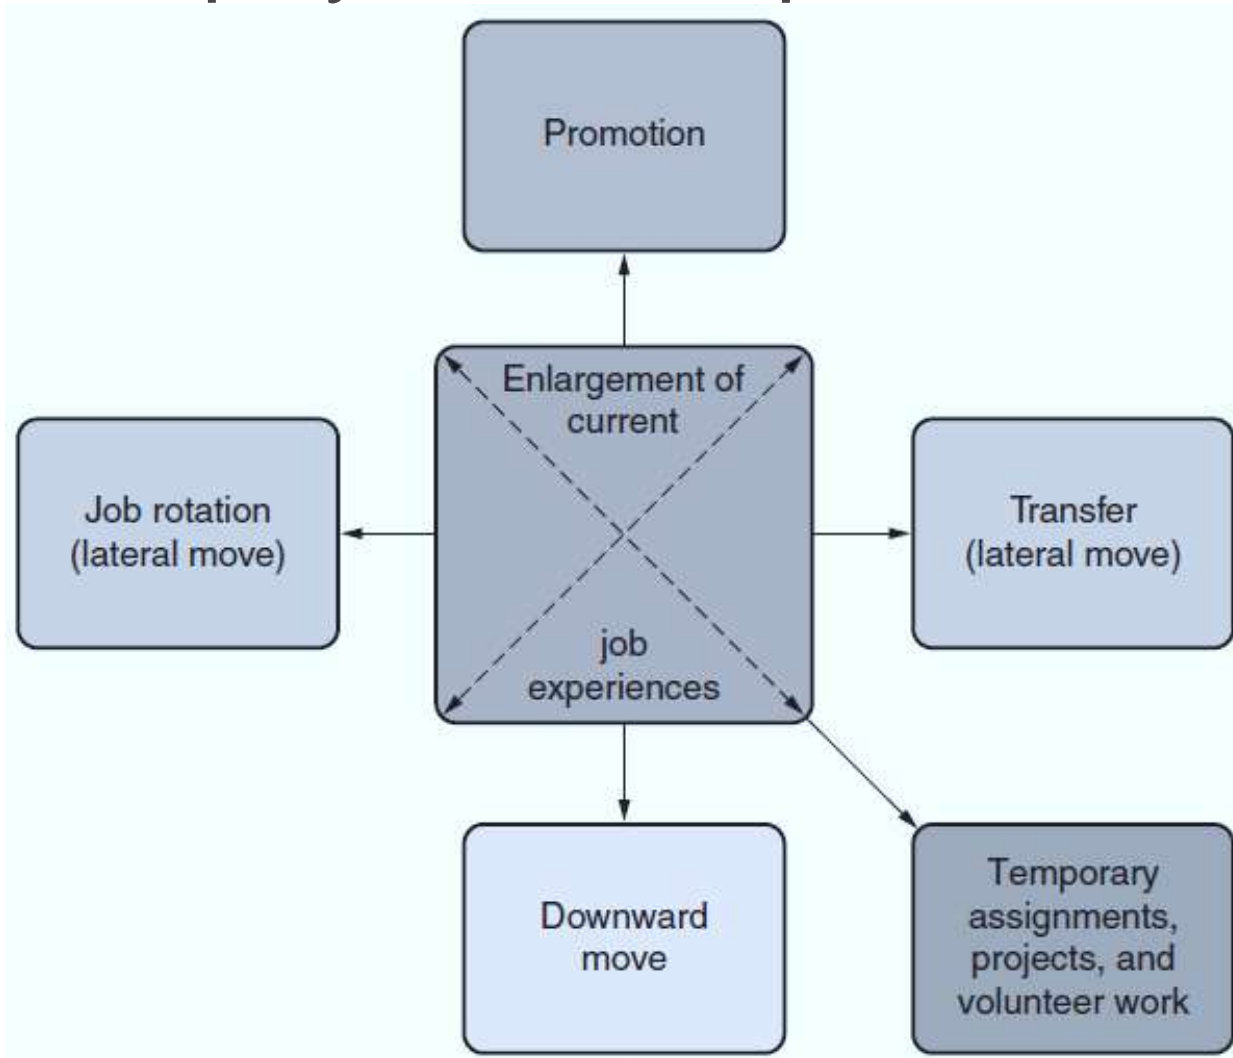 Promotion
Enlargement of
current
Job rotation
(lateral move)
Transfer
(lateral move)
job
experiences
Downward
move
Temporary
assignments,
projects, and
volunteer work